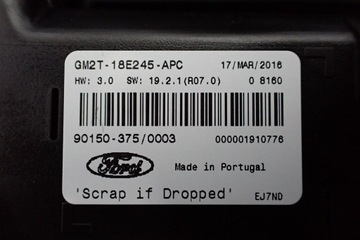 GM2T-18E245-APC 17/MAR/2016
HW: 3.0 SW: 19.2.1(R07.0) 0 8160
90150-375/0003 000001910776
Ford Made in Portugal
'Scrap if Dropped' EJ7ND